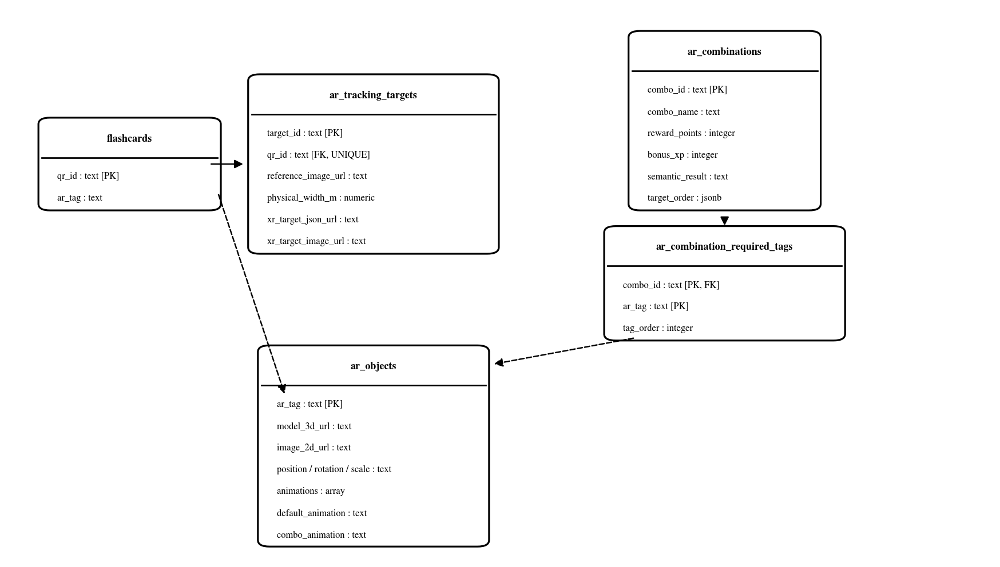 flashcards
qr_id : text [PK]
ar_tag : text
ar_tracking_targets
target_id : text [PK]
qr_id : text [FK, UNIQUE]
reference_image_url : text
physical_width_m : numeric
xr_target_json_url : text
xr_target_image_url : text
ar_combinations
combo_id : text [PK]
combo_name : text
reward_points : integer
bonus_xp : integer
semantic_result : text
target_order : jsonb
ar_combination_required_tags
combo_id : text [PK, FK]
ar_tag : text [PK]
tag_order : integer
ar_objects
ar_tag : text [PK]
model_3d_url : text
image_2d_url : text
position / rotation / scale : text
animations : array
default_animation : text
combo_animation : text